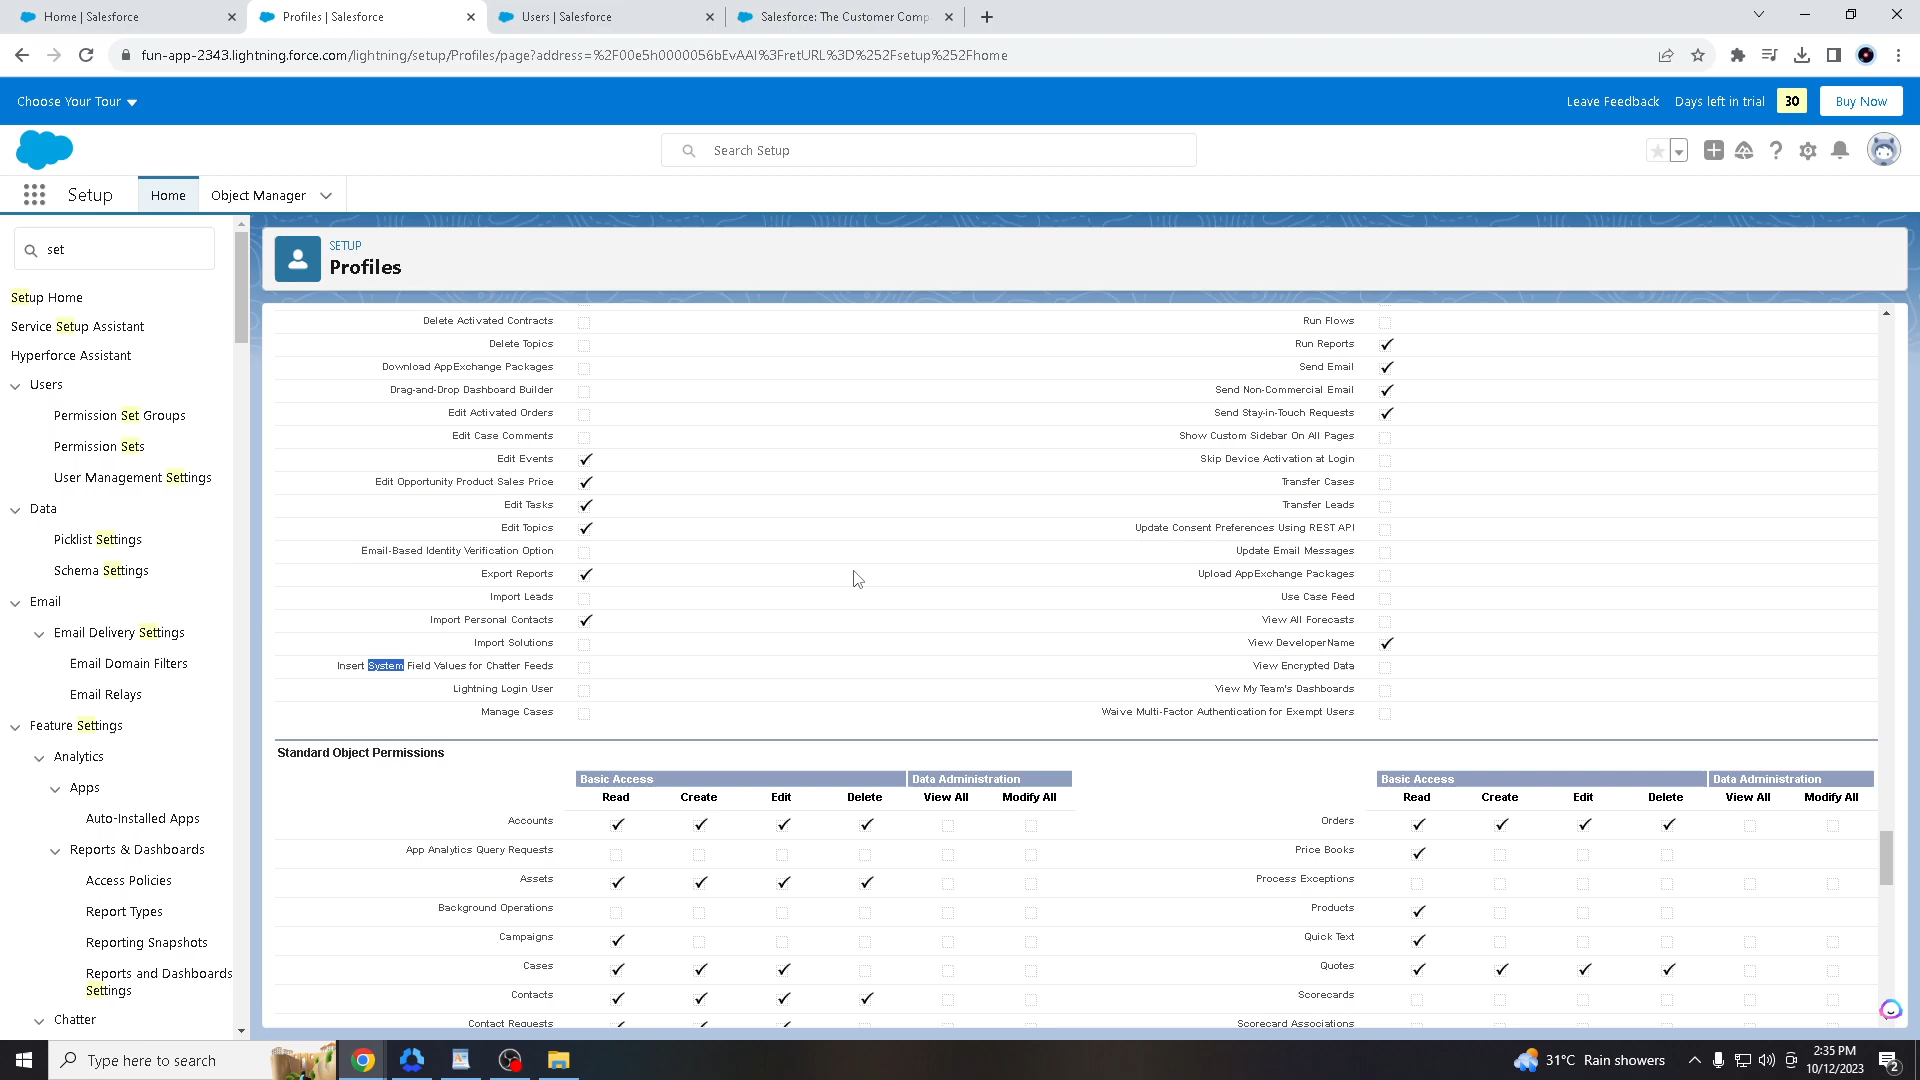 Home | Salesforce
Profiles | Salesforce
Users | Salesforce
Salesforce: The Customer Comp
fun-app-2343.lightning.force.com/lightning/setup/Profiles/page?address=%2F00e5h0000056bEvAAI%3FretURL%3D%252Fsetup%252Fhome
Choose Your Tour
Leave Feedback Days left in trial 30 Buy Now
Search Setup
Setup Home Object Manager
set
Setup Home
Service Setup Assistant
Hyperforce Assistant
Users
Permission Set Groups
Permission Sets
User Management Settings
Data
Picklist Settings
Schema Settings
Email
Email Delivery Settings
Email Domain Filters
Email Relays
Feature Settings
Analytics
Apps
Auto-Installed Apps
Reports & Dashboards
Access Policies
Report Types
Reporting Snapshots
Reports and Dashboards
Settings
Chatter
SETUP
Profiles
Delete Activated Contracts Run Flows
Delete Topics Run Reports
Download AppExchange Packages Send Email
Drag-and-Drop Dashboard Builder Send Non-Commercial Email
Edit Activated Orders Send Stay-in-Touch Requests
Edit Case Comments Show Custom Sidebar On All Pages
Edit Events Skip Device Activation at Login
Edit Opportunity Product Sales Price Transfer Cases
Edit Tasks Transfer Leads
Edit Topics Update Consent Preferences Using REST API
Email-Based Identity Verification Option Update Email Messages
Export Reports Upload AppExchange Packages
Import Leads Use Case Feed
Import Personal Contacts View All Forecasts
Import Solutions View DeveloperName
Insert System Field Values for Chatter Feeds View Encrypted Data
Lightning Login User View My Team's Dashboards
Manage Cases Waive Multi-Factor Authentication for Exempt Users
Standard Object Permissions
Basic Access Data Administration Basic Access Data Administration
Read Create Edit Delete View All Modify All Read Create Edit Delete View All Modify All
Accounts Orders
App Analytics Query Requests Price Books
Assets Process Exceptions
Background Operations Products
Campaigns Quick Text
Cases Quotes
Contacts Scorecards
Contact Requests Scorecard Associations
Type here to search
31°C Rain showers
2:35 PM
10/12/2023
2